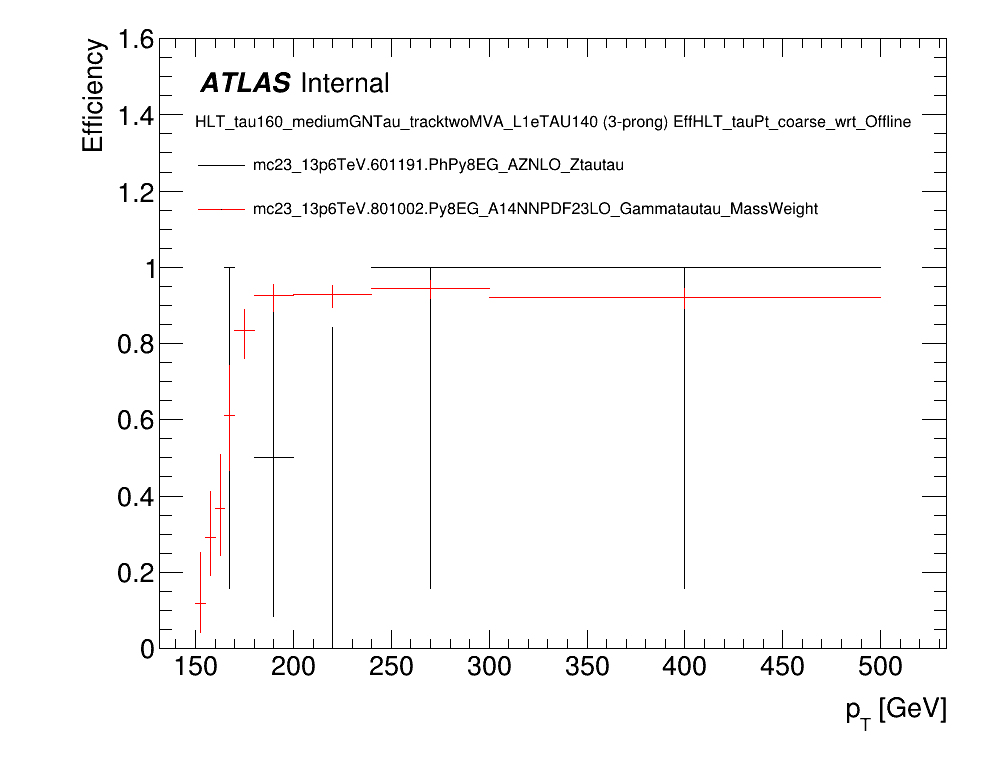 1.6
1.4
1.2
1
0.8
0.6
0.4
0.2
0
Efficiency
ATLAS Internal
HLT_tau160_mediumGNTau_tracktwoMVA_L1eTAU140 (3-prong) EffHLT_tauPt_coarse_wrt_Offline
mc23_13p6TeV.601191.PhPy8EG_AZNLO_Ztautau
mc23_13p6TeV.801002.Py8EG_A14NNPDF23LO_Gammatautau_MassWeight
150 200 250 300 350 400 450 500
p_T [GeV]